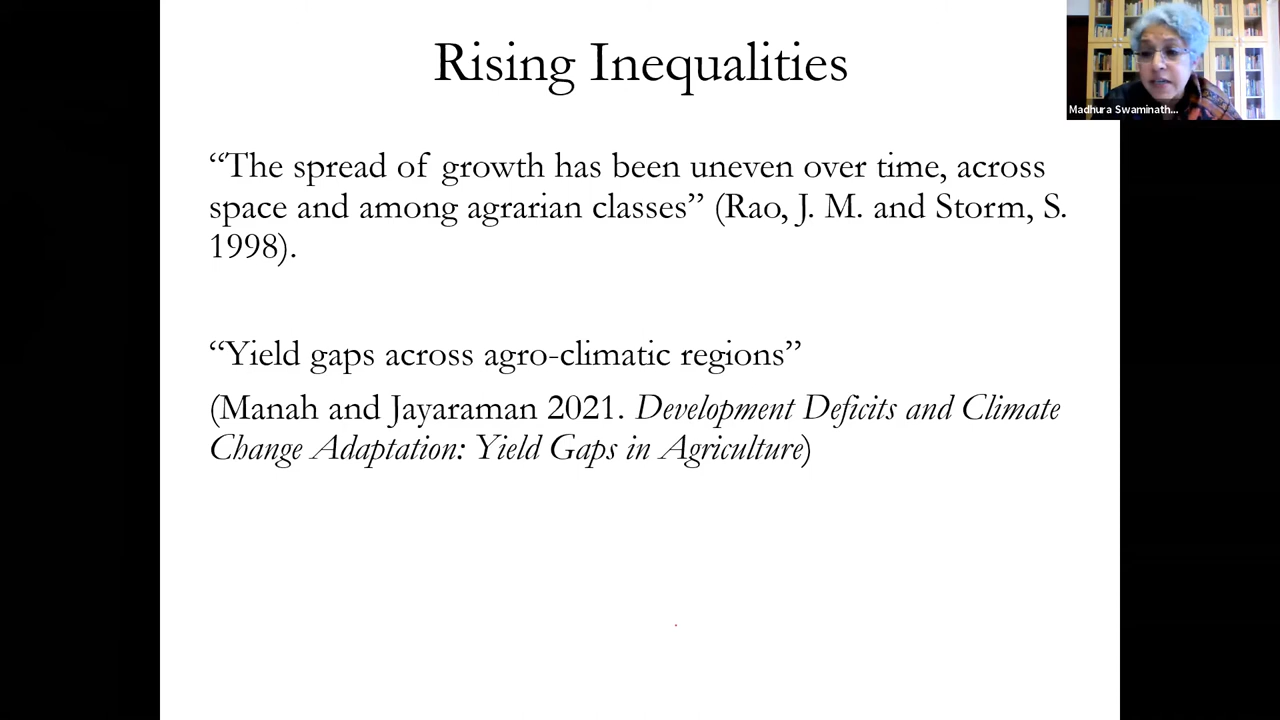 Rising Inequalities
Madhura Swaminath...
“The spread of growth has been uneven over time, across
space and among agrarian classes” (Rao, J. M. and Storm, S.
1998).
“Yield gaps across agro-climatic regions”
(Manah and Jayaraman 2021. Development Deficits and Climate
Change Adaptation: Yield Gaps in Agriculture)